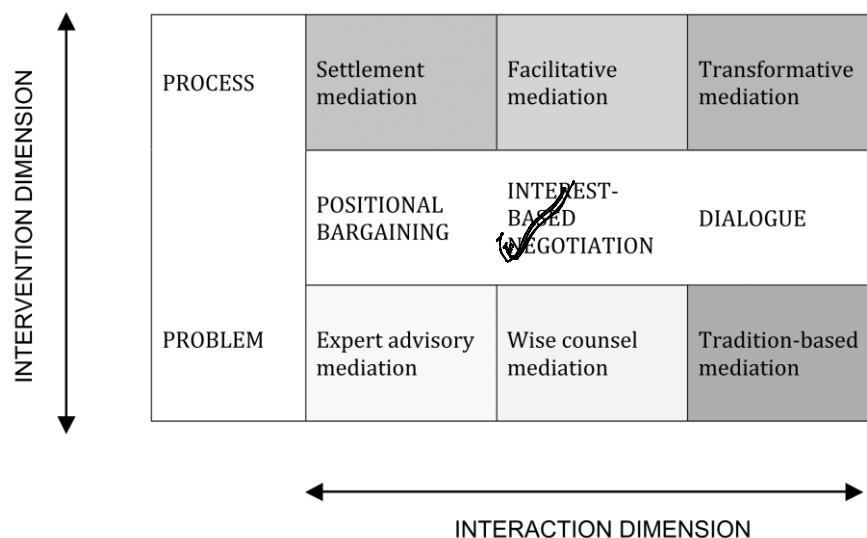 INTERVENTION DIMENSION
PROCESS
Settlement
mediation
Facilitative
mediation
Transformative
mediation
POSITIONAL
BARGAINING
INTEREST-
BASED
NEGOTIATION
DIALOGUE
PROBLEM
Expert advisory
mediation
Wise counsel
mediation
Tradition-based
mediation
INTERACTION DIMENSION